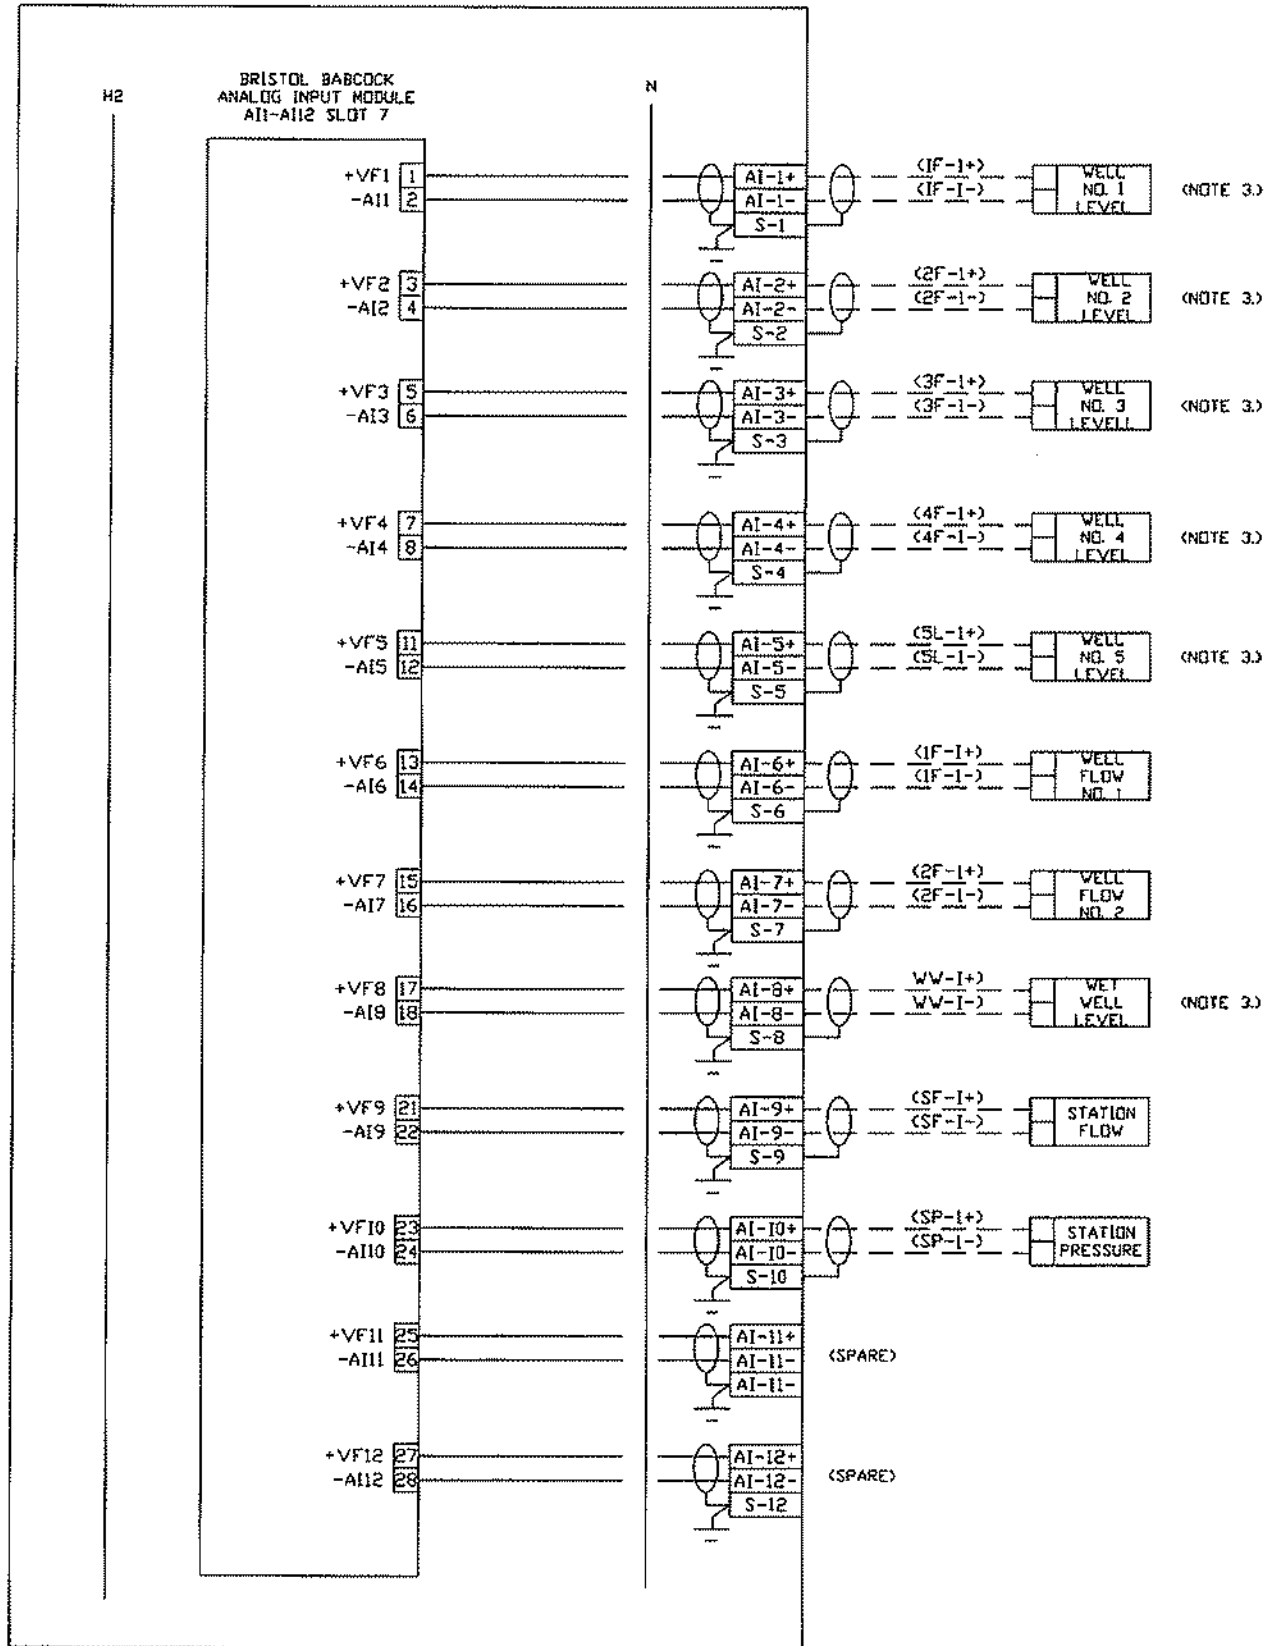 H2
BRISTOL BABCOCK
ANALOG INPUT MODULE
AI1-AI12 SLOT 7
N
+VF1 1
-AI1 2
AI-1+
AI-1-
S-1
(1F-1+)
(1F-1-)
WELL
NO. 1
LEVEL
(NOTE 3.)
+VF2 3
-AI2 4
AI-2+
AI-2-
S-2
(2F-1+)
(2F-1-)
WELL
NO. 2
LEVEL
(NOTE 3.)
+VF3 5
-AI3 6
AI-3+
AI-3-
S-3
(3F-1+)
(3F-1-)
WELL
NO. 3
LEVELL
(NOTE 3.)
+VF4 7
-AI4 8
AI-4+
AI-4-
S-4
(4F-1+)
(4F-1-)
WELL
NO. 4
LEVEL
(NOTE 3.)
+VF5 11
-AI5 12
AI-5+
AI-5-
S-5
(5L-1+)
(5L-1-)
WELL
NO. 5
LEVEL
(NOTE 3.)
+VF6 13
-AI6 14
AI-6+
AI-6-
S-6
(1F-1+)
(1F-1-)
WELL
FLOW
NO. 1
+VF7 15
-AI7 16
AI-7+
AI-7-
S-7
(2F-1+)
(2F-1-)
WELL
FLOW
NO. 2
+VF8 17
-AI8 18
AI-8+
AI-8-
S-8
WW-1+)
WW-1-)
WET
WELL
LEVEL
(NOTE 3.)
+VF9 21
-AI9 22
AI-9+
AI-9-
S-9
(SF-1+)
(SF-1-)
STATION
FLOW
+VF10 23
-AI10 24
AI-10+
AI-10-
S-10
(SP-1+)
(SP-1-)
STATION
PRESSURE
+VF11 25
-AI11 26
AI-11+
AI-11-
AI-11-
(SPARE)
+VF12 27
-AI12 28
AI-12+
AI-12-
S-12
(SPARE)